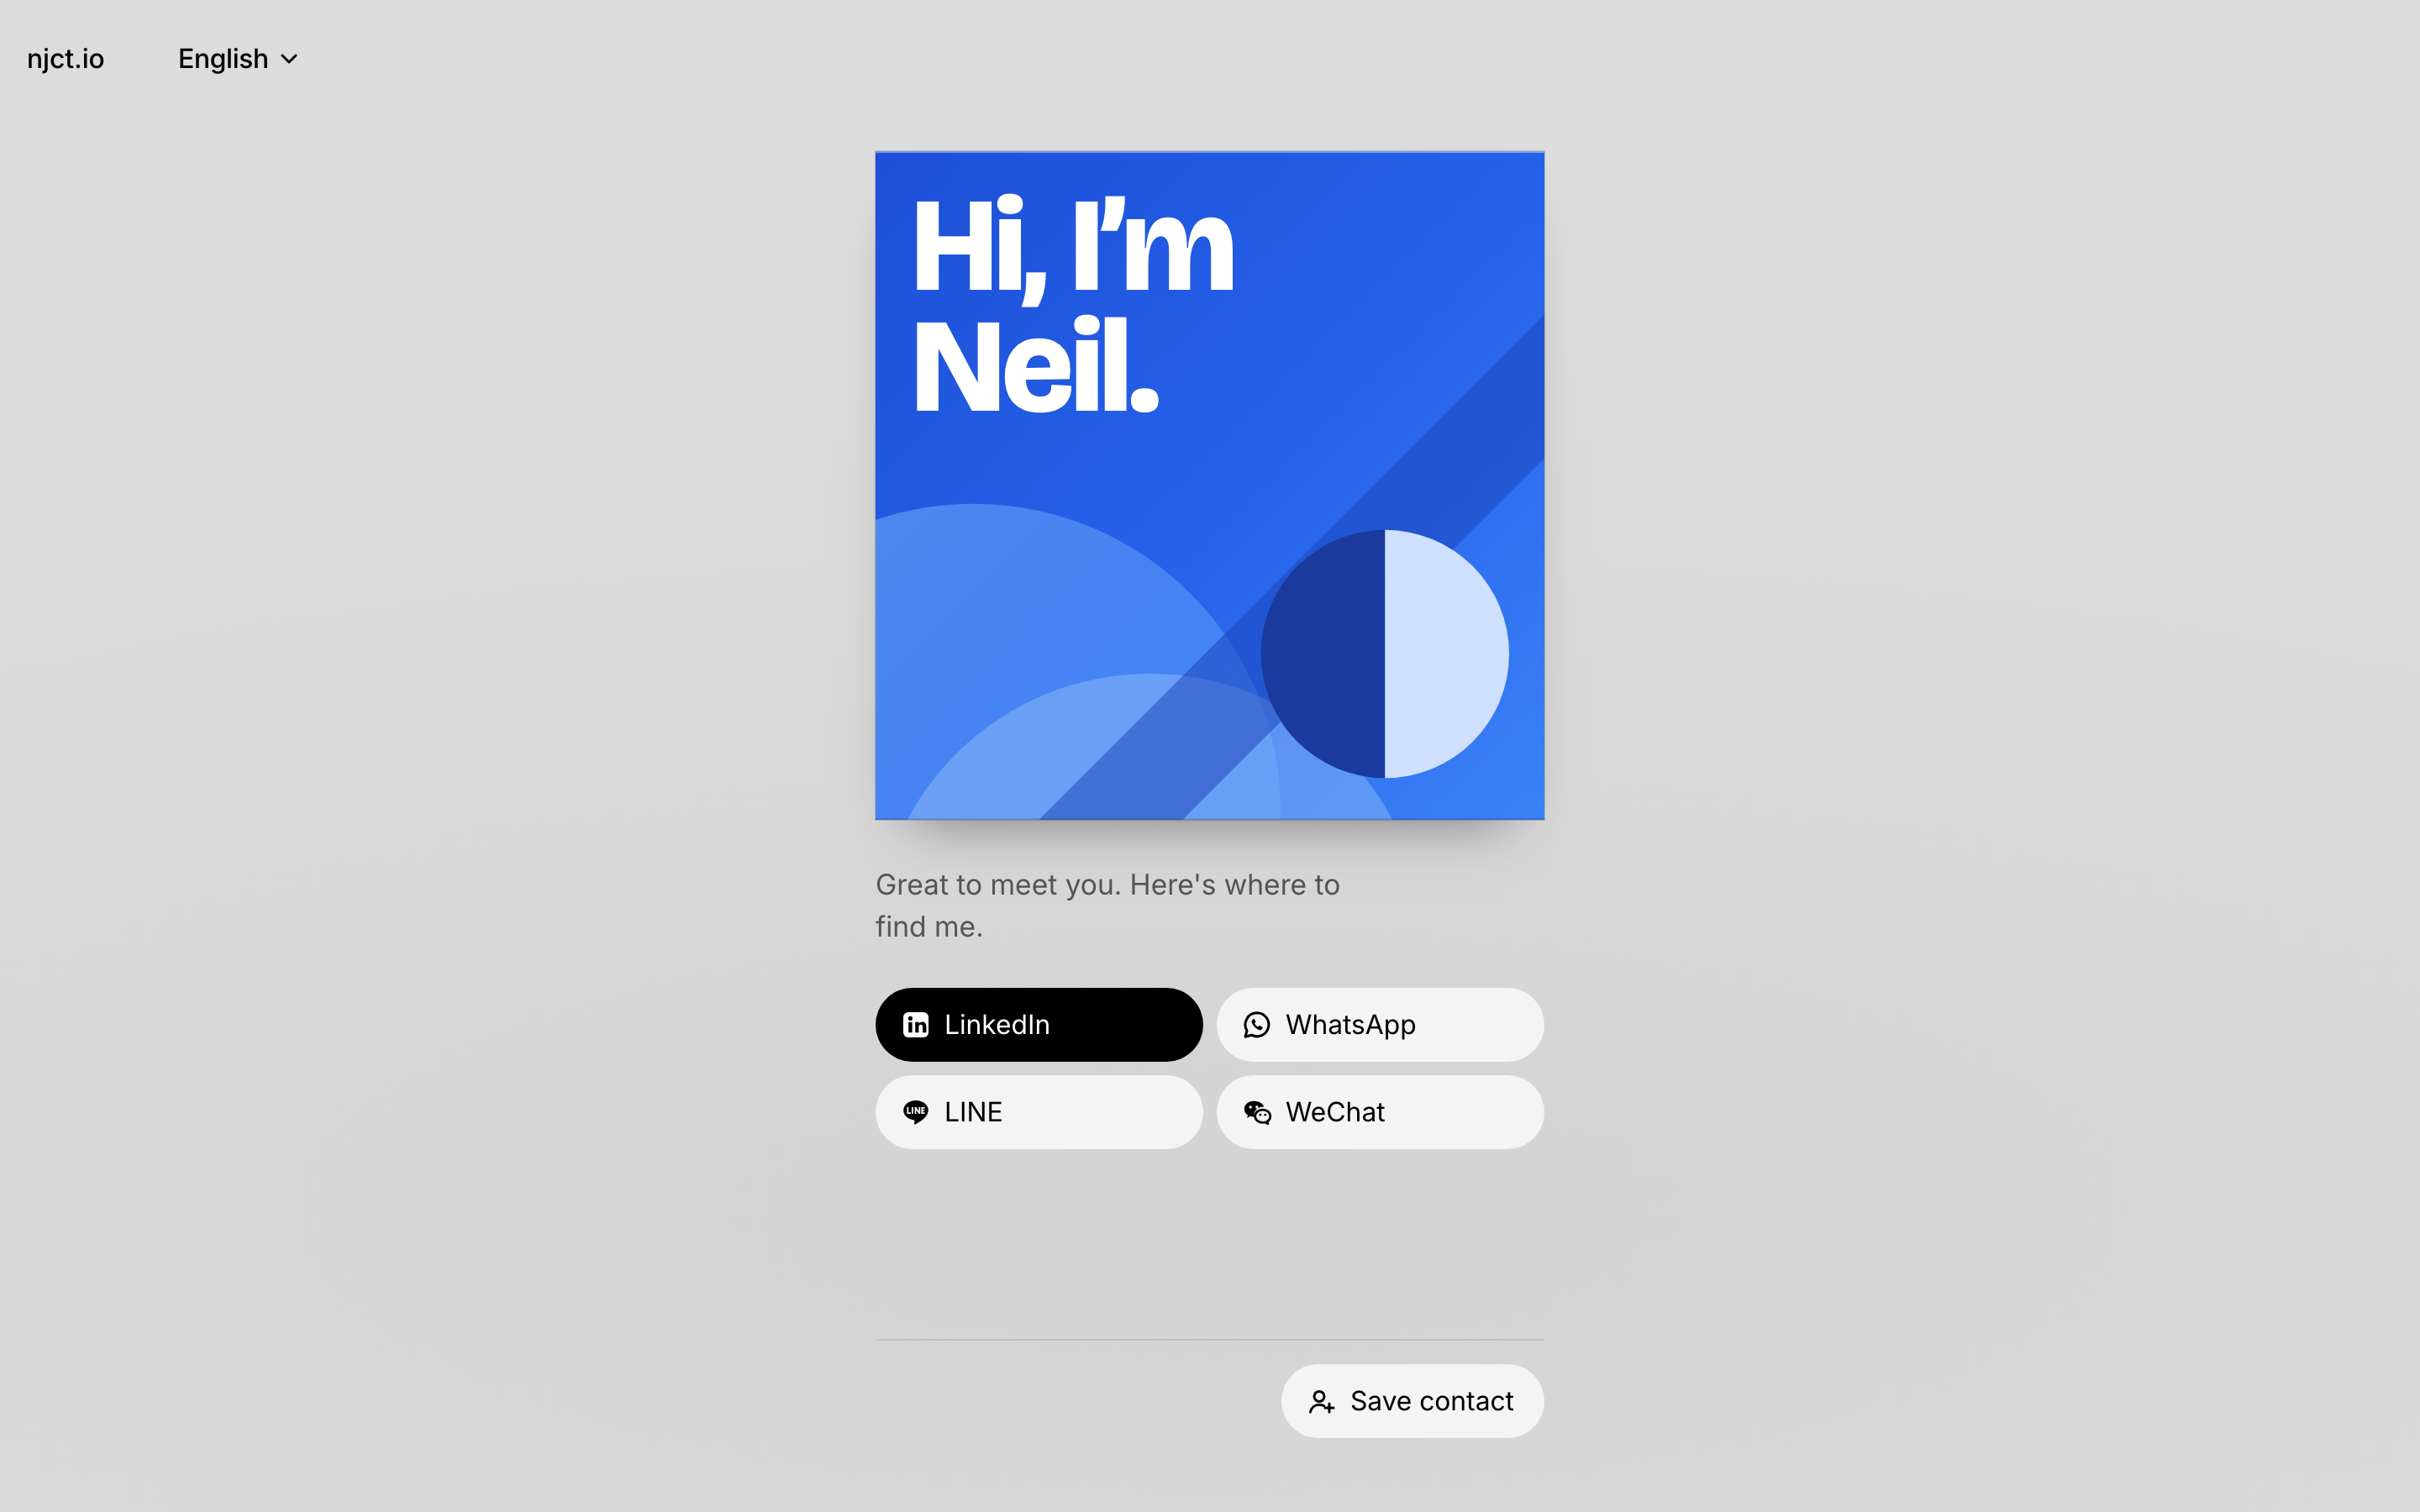 njct.io
English
Hi, I’m
Neil.
Great to meet you. Here's where to
find me.
LinkedIn
WhatsApp
LINE
WeChat
Save contact